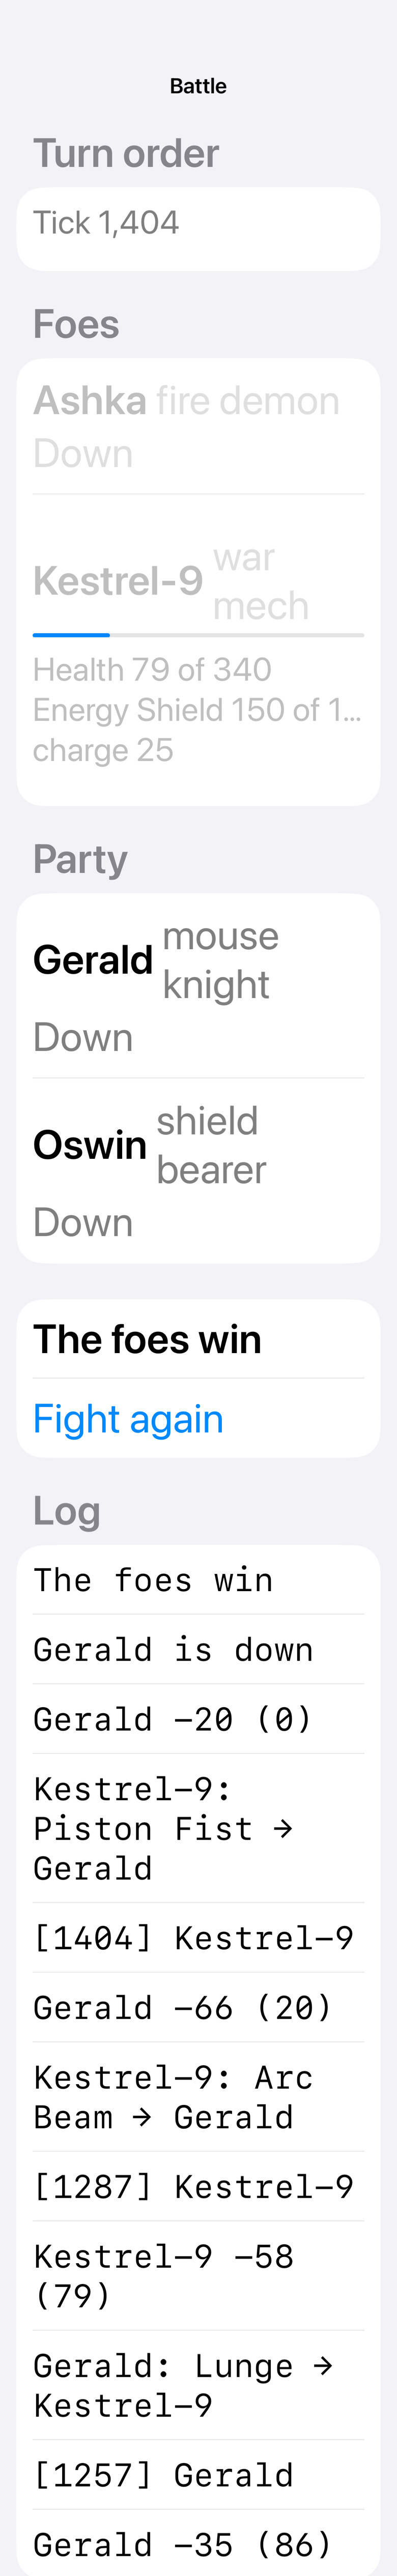 Battle
Turn order
Tick 1,404
Foes
Ashka fire demon
Down
Kestrel-9 war
mech
Health 79 of 340
Energy Shield 150 of 1…
charge 25
Party
Gerald mouse
knight
Down
Oswin shield
bearer
Down
The foes win
Fight again
Log
The foes win
Gerald is down
Gerald −20 (0)
Kestrel-9:
Piston Fist →
Gerald
[1404] Kestrel-9
Gerald −66 (20)
Kestrel-9: Arc
Beam → Gerald
[1287] Kestrel-9
Kestrel-9 −58
(79)
Gerald: Lunge →
Kestrel-9
[1257] Gerald
Gerald −35 (86)